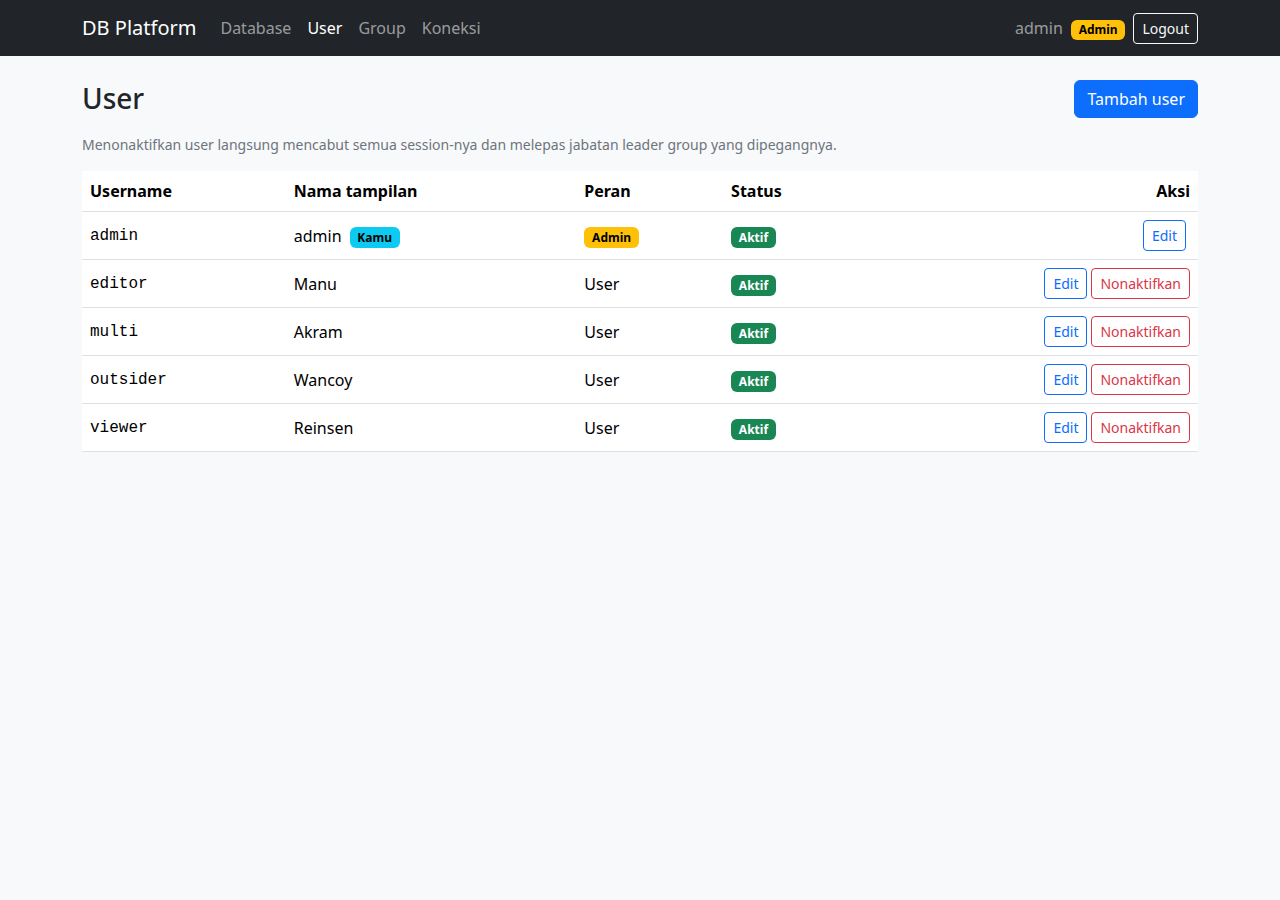 DB Platform Database User Group Koneksi admin Admin Logout
User Tambah user
Menonaktifkan user langsung mencabut semua session-nya dan melepas jabatan leader group yang dipegangnya.
Username Nama tampilan Peran Status Aksi
admin admin Kamu Admin Aktif Edit
editor Manu User Aktif Edit Nonaktifkan
multi Akram User Aktif Edit Nonaktifkan
outsider Wancoy User Aktif Edit Nonaktifkan
viewer Reinsen User Aktif Edit Nonaktifkan